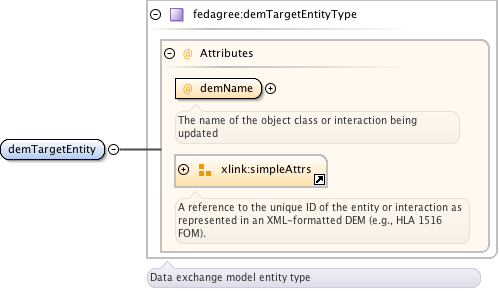 fedagree:demTargetEntityType
@ Attributes
@ demName
The name of the object class or interaction being
updated
demTargetEntity
xlink:simpleAttrs
A reference to the unique ID of the entity or interaction as
represented in an XML-formatted DEM (e.g., HLA 1516
FOM).
Data exchange model entity type